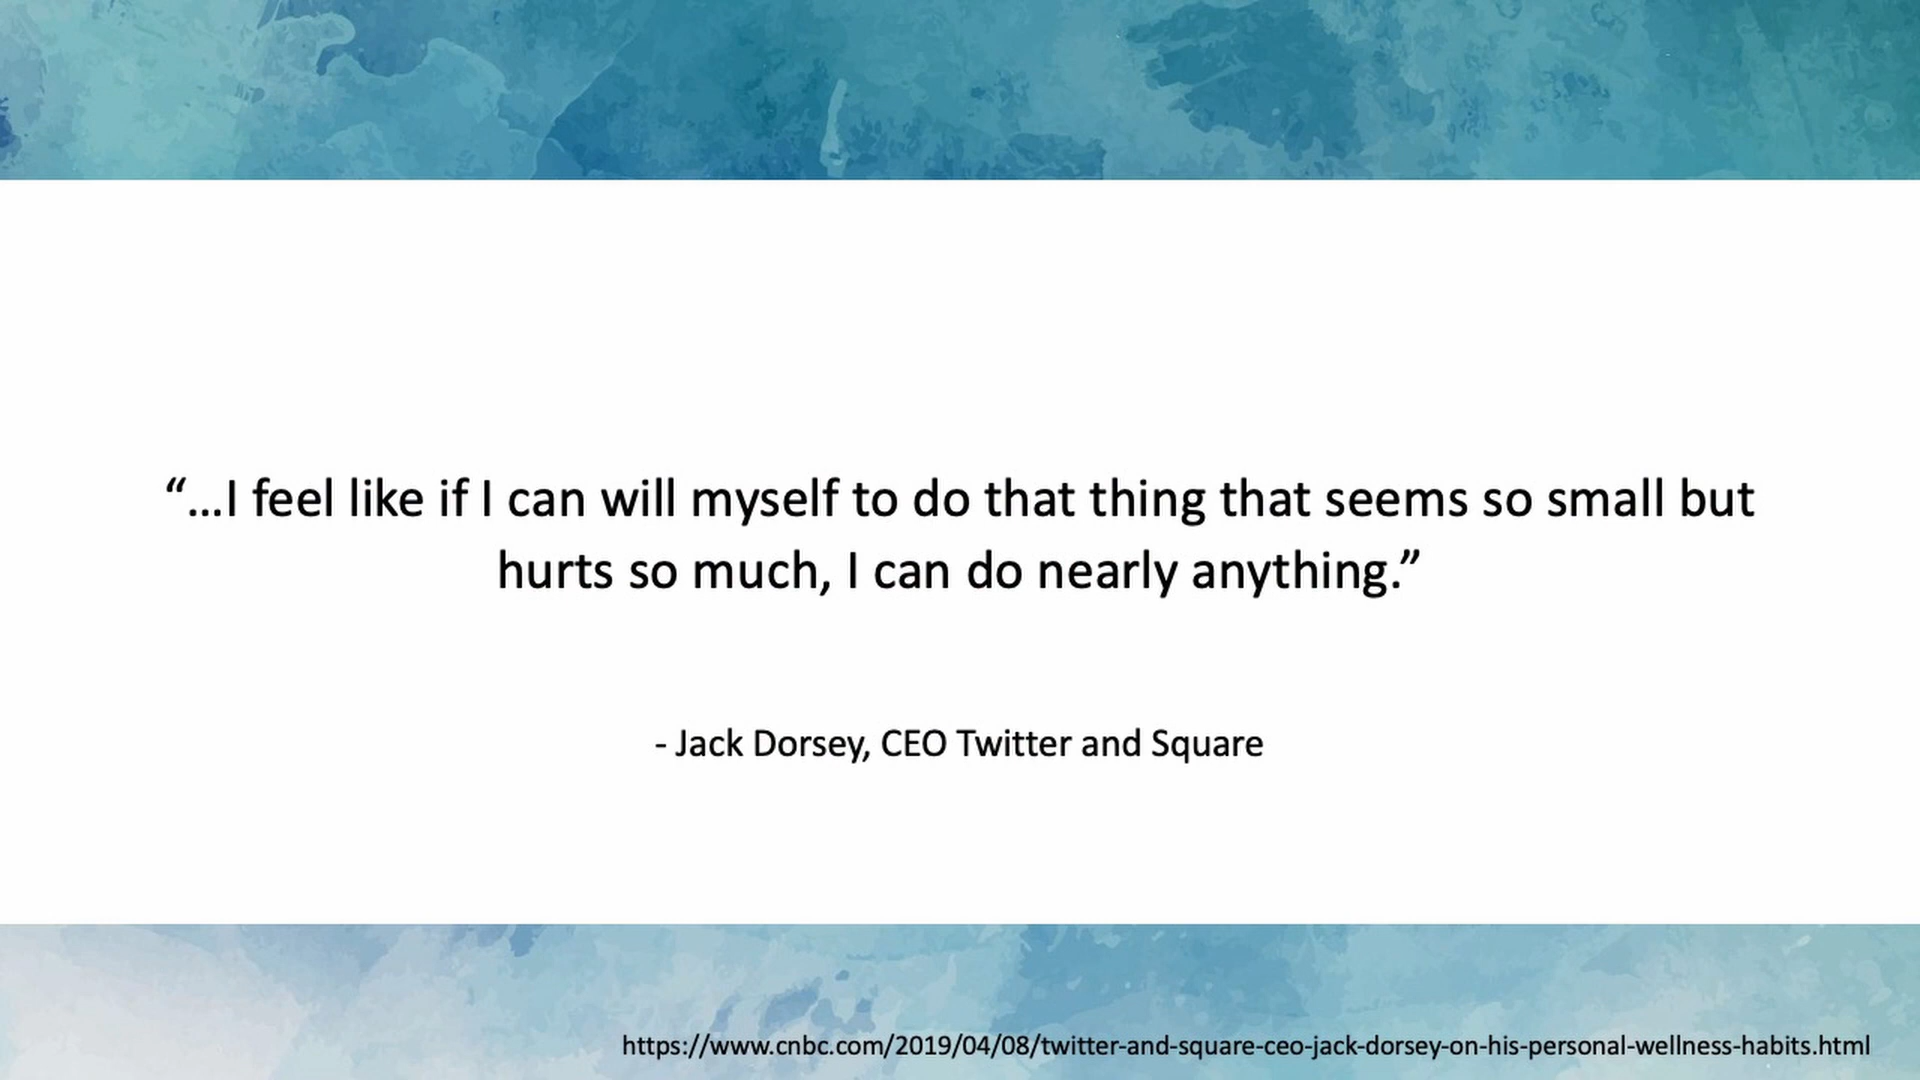 “...I feel like if I can will myself to do that thing that seems so small but
hurts so much, I can do nearly anything.”
- Jack Dorsey, CEO Twitter and Square
https://www.cnbc.com/2019/04/08/twitter-and-square-ceo-jack-dorsey-on-his-personal-wellness-habits.html